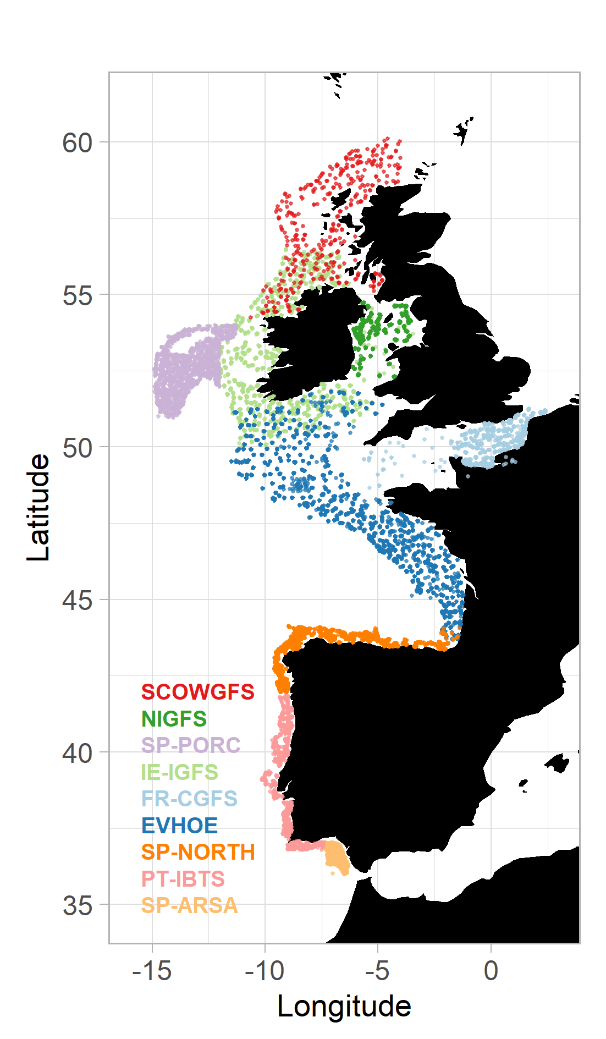 60
55
50
45
40
35
Latitude
SCOWGFS
NIGFS
SP-PORC
IE-IGFS
FR-CGFS
EVHOE
SP-NORTH
PT-IBTS
SP-ARSA
-15 -10 -5 0
Longitude